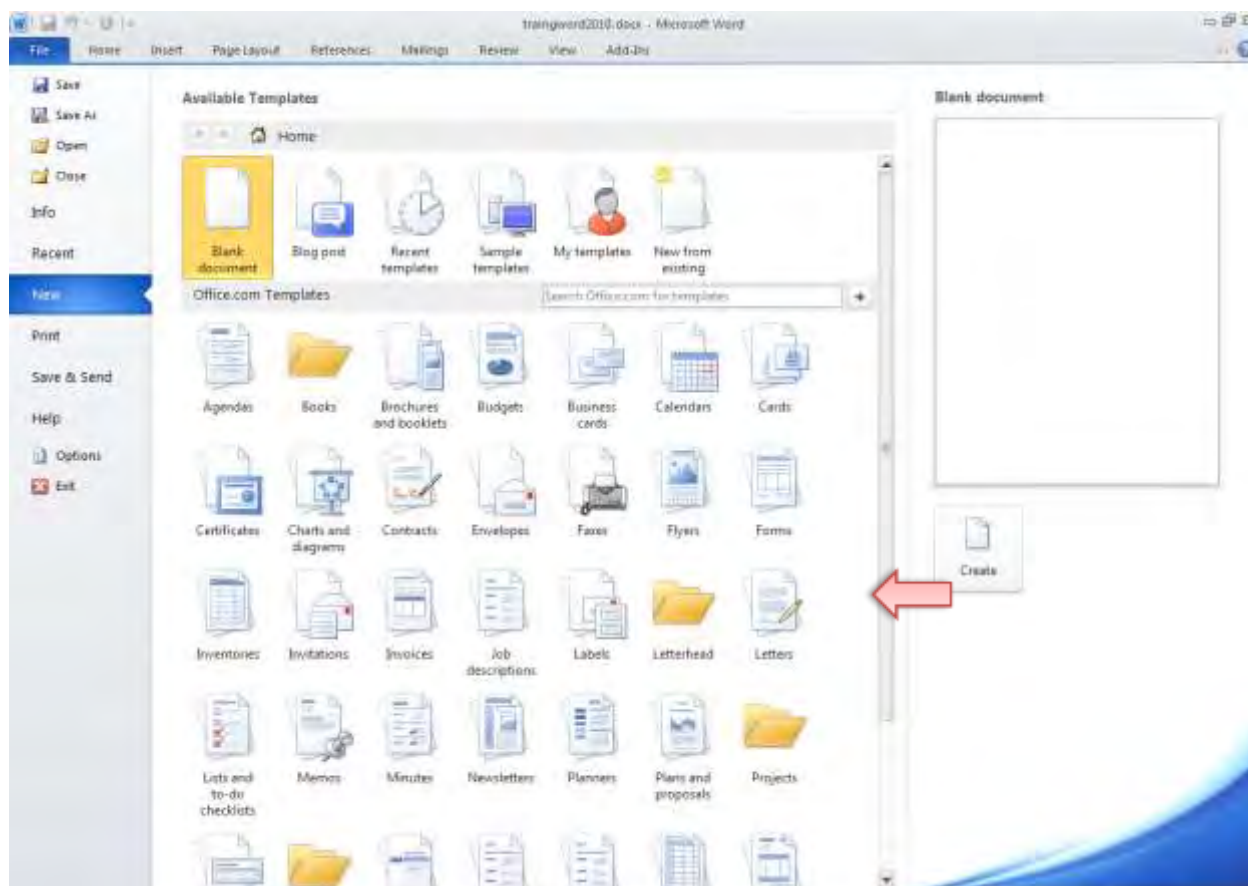 traingword2010.docx - Microsoft Word
File Home Insert Page Layout References Mailings Review View Add-Ins
Save
Save As
Open
Close
Info
Recent
New
Print
Save & Send
Help
Options
Exit
Available Templates
Home
Blank
document
Blog post
Recent
templates
Sample
templates
My templates
New from
existing
Office.com Templates
Search Office.com for templates
Agendas
Books
Brochures
and booklets
Budgets
Business
cards
Calendars
Cards
Certificates
Charts and
diagrams
Contracts
Envelopes
Faxes
Flyers
Forms
Inventories
Invitations
Invoices
Job
descriptions
Labels
Letterhead
Letters
Lists and
to-do
checklists
Memos
Minutes
Newsletters
Planners
Plans and
proposals
Projects
Blank document
Create